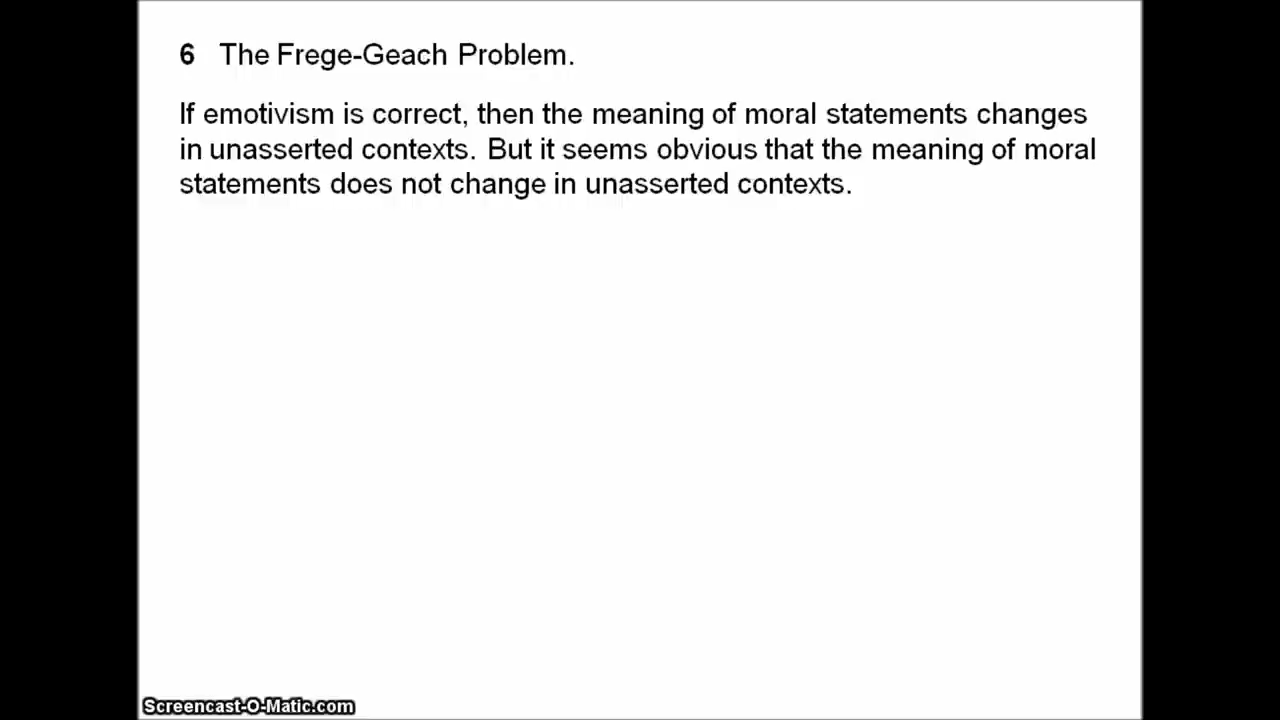 6 The Frege-Geach Problem.
If emotivism is correct, then the meaning of moral statements changes
in unasserted contexts. But it seems obvious that the meaning of moral
statements does not change in unasserted contexts.
Screencast-O-Matic.com